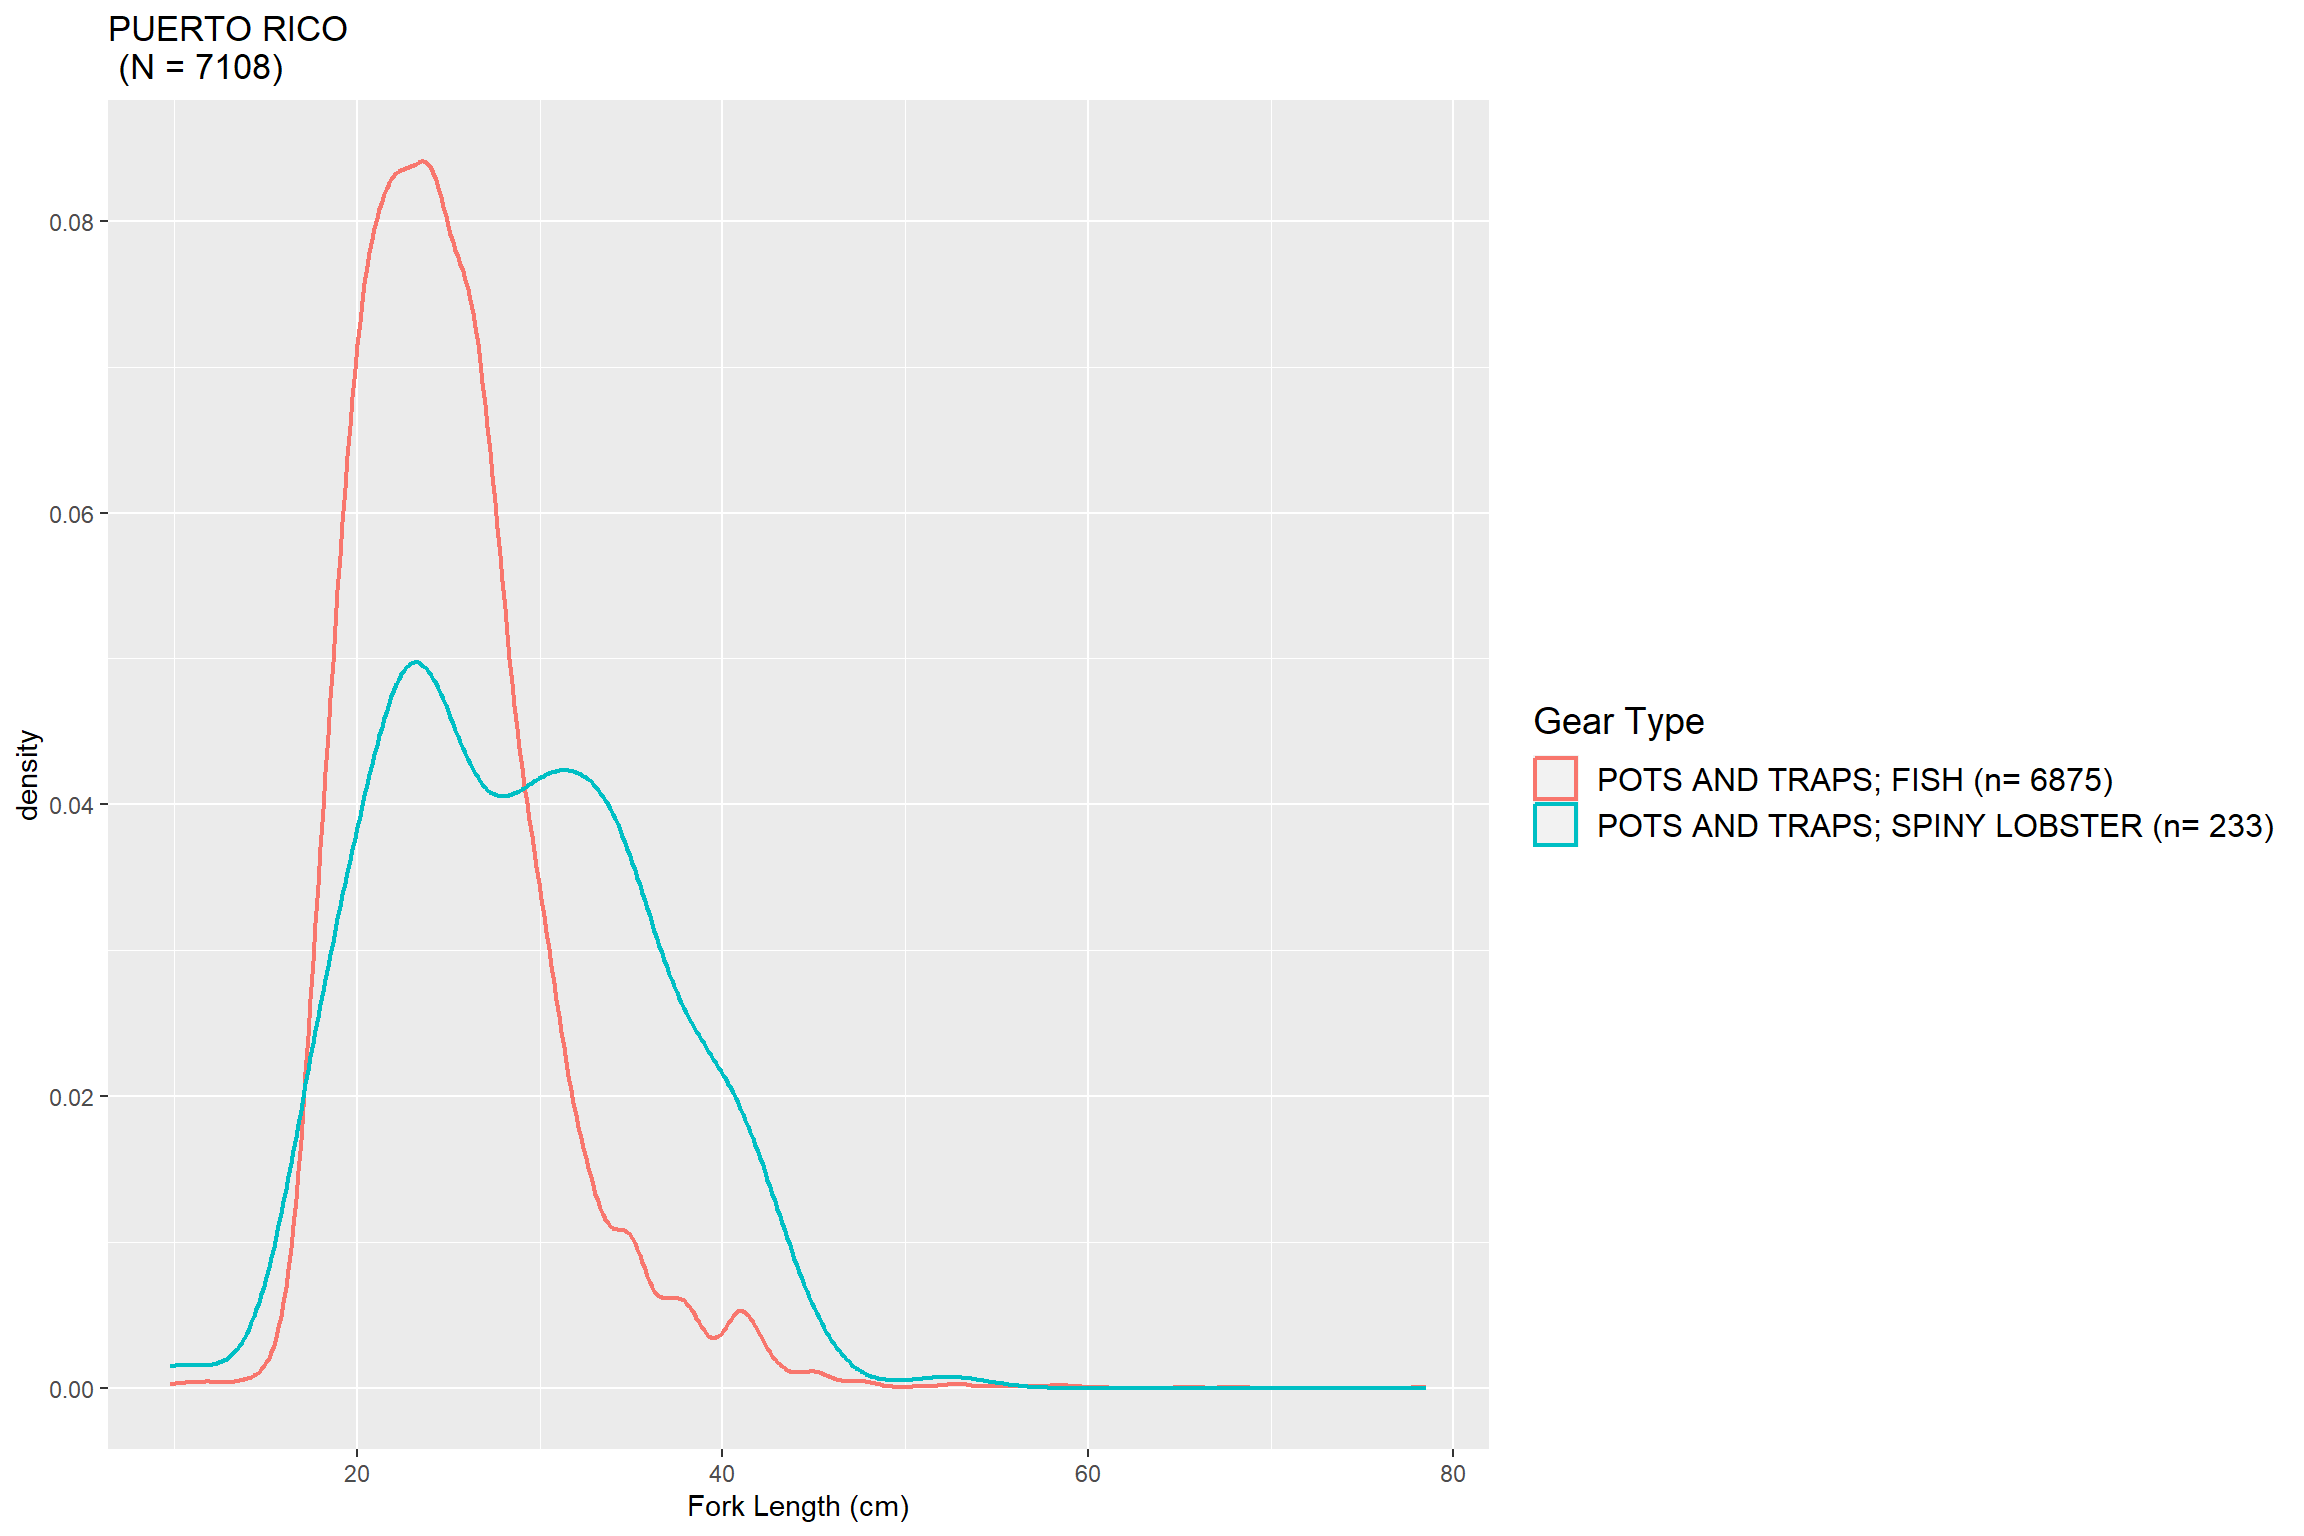 PUERTO RICO
(N = 7108)
0.08
0.06
0.04
0.02
0.00
density
20
40
60
80
Fork Length (cm)
Gear Type
POTS AND TRAPS; FISH (n= 6875)
POTS AND TRAPS; SPINY LOBSTER (n= 233)